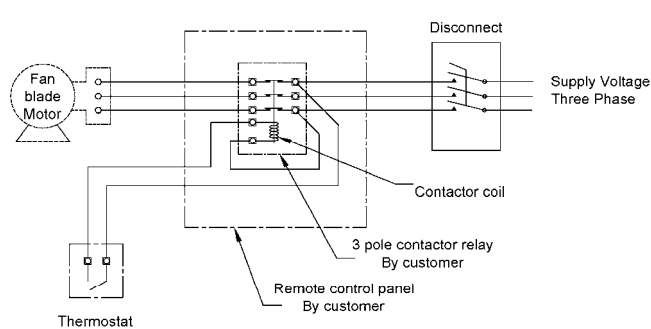 Disconnect
Fan
blade
Motor
Supply Voltage
Three Phase
Contactor coil
3 pole contactor relay
By customer
Remote control panel
By customer
Thermostat